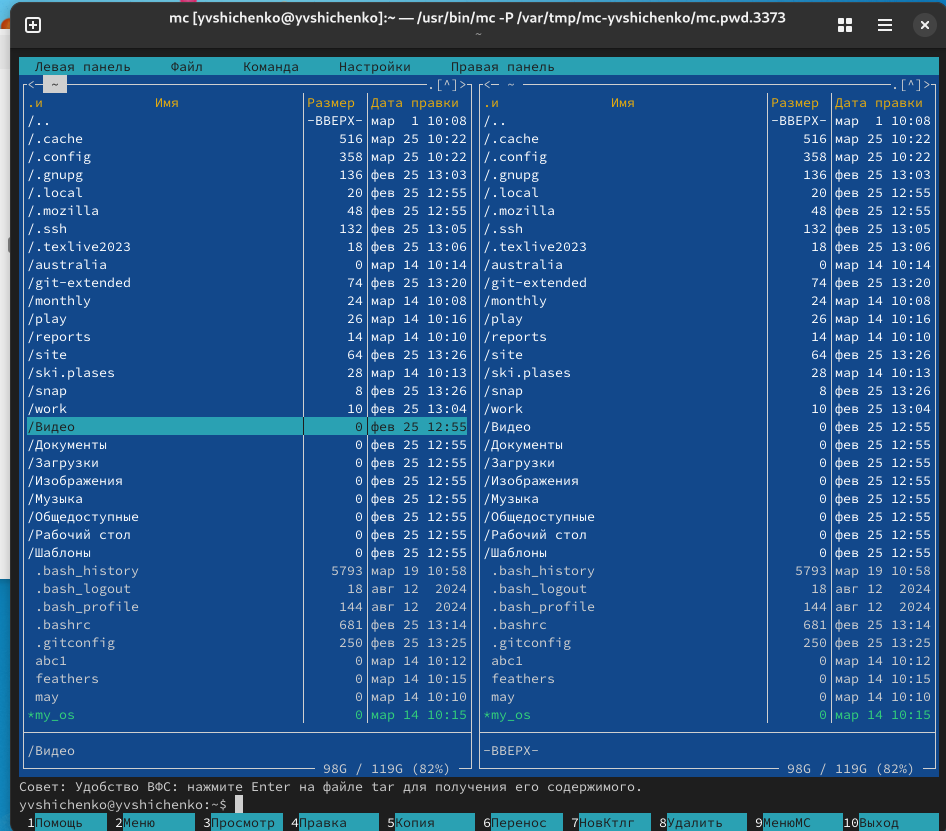 mc [yvshichenko@yvshichenko]:~ — /usr/bin/mc -P /var/tmp/mc-yvshichenko/mc.pwd.3373
~
Левая панель Файл Команда Настройки Правая панель
<─ ~ .[^]> <─ ~ .[^]>
.и Имя Размер Дата правки .и Имя Размер Дата правки
/.. -ВВЕРХ- мар 1 10:08 /.. -ВВЕРХ- мар 1 10:08
/.cache 516 мар 25 10:22 /.cache 516 мар 25 10:22
/.config 358 мар 25 10:22 /.config 358 мар 25 10:22
/.gnupg 136 фев 25 13:03 /.gnupg 136 фев 25 13:03
/.local 20 фев 25 12:55 /.local 20 фев 25 12:55
/.mozilla 48 фев 25 12:55 /.mozilla 48 фев 25 12:55
/.ssh 132 фев 25 13:05 /.ssh 132 фев 25 13:05
/.texlive2023 18 фев 25 13:06 /.texlive2023 18 фев 25 13:06
/australia 0 мар 14 10:14 /australia 0 мар 14 10:14
/git-extended 74 фев 25 13:20 /git-extended 74 фев 25 13:20
/monthly 24 мар 14 10:08 /monthly 24 мар 14 10:08
/play 26 мар 14 10:16 /play 26 мар 14 10:16
/reports 14 мар 14 10:10 /reports 14 мар 14 10:10
/site 64 фев 25 13:26 /site 64 фев 25 13:26
/ski.plases 28 мар 14 10:13 /ski.plases 28 мар 14 10:13
/snap 8 фев 25 13:26 /snap 8 фев 25 13:26
/work 10 фев 25 13:04 /work 10 фев 25 13:04
/Видео 0 фев 25 12:55 /Видео 0 фев 25 12:55
/Документы 0 фев 25 12:55 /Документы 0 фев 25 12:55
/Загрузки 0 фев 25 12:55 /Загрузки 0 фев 25 12:55
/Изображения 0 фев 25 12:55 /Изображения 0 фев 25 12:55
/Музыка 0 фев 25 12:55 /Музыка 0 фев 25 12:55
/Общедоступные 0 фев 25 12:55 /Общедоступные 0 фев 25 12:55
/Рабочий стол 0 фев 25 12:55 /Рабочий стол 0 фев 25 12:55
/Шаблоны 0 фев 25 12:55 /Шаблоны 0 фев 25 12:55
.bash_history 5793 мар 19 10:58 .bash_history 5793 мар 19 10:58
.bash_logout 18 авг 12 2024 .bash_logout 18 авг 12 2024
.bash_profile 144 авг 12 2024 .bash_profile 144 авг 12 2024
.bashrc 681 фев 25 13:14 .bashrc 681 фев 25 13:14
.gitconfig 250 фев 25 13:25 .gitconfig 250 фев 25 13:25
abc1 0 мар 14 10:12 abc1 0 мар 14 10:12
feathers 0 мар 14 10:15 feathers 0 мар 14 10:15
may 0 мар 14 10:10 may 0 мар 14 10:10
*my_os 0 мар 14 10:15 *my_os 0 мар 14 10:15
/Видео -ВВЕРХ-
98G / 119G (82%) 98G / 119G (82%)
Совет: Удобство ВФС: нажмите Enter на файле tar для получения его содержимого.
yvshichenko@yvshichenko:~$
1Помощь 2Меню 3Просмотр 4Правка 5Копия 6Перенос 7НовКтлг 8Удалить 9МенюМС 10Выход